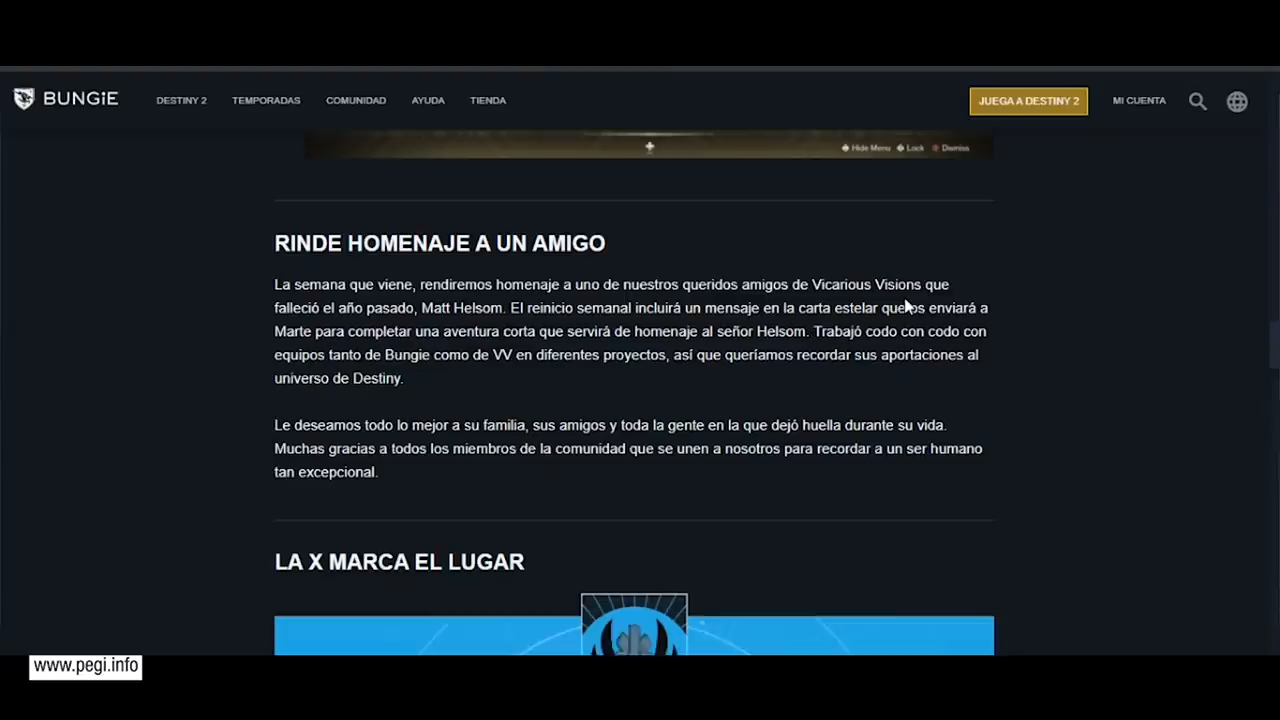 BUNGiE DESTINY 2 TEMPORADAS COMUNIDAD AYUDA TIENDA JUEGA A DESTINY 2 MI CUENTA
Hide Menu Lock Dismiss
RINDE HOMENAJE A UN AMIGO
La semana que viene, rendiremos homenaje a uno de nuestros queridos amigos de Vicarious Visions que
falleció el año pasado, Matt Helsom. El reinicio semanal incluirá un mensaje en la carta estelar que os enviará a
Marte para completar una aventura corta que servirá de homenaje al señor Helsom. Trabajó codo con codo con
equipos tanto de Bungie como de VV en diferentes proyectos, así que queríamos recordar sus aportaciones al
universo de Destiny.
Le deseamos todo lo mejor a su familia, sus amigos y toda la gente en la que dejó huella durante su vida.
Muchas gracias a todos los miembros de la comunidad que se unen a nosotros para recordar a un ser humano
tan excepcional.
LA X MARCA EL LUGAR
www.pegi.info